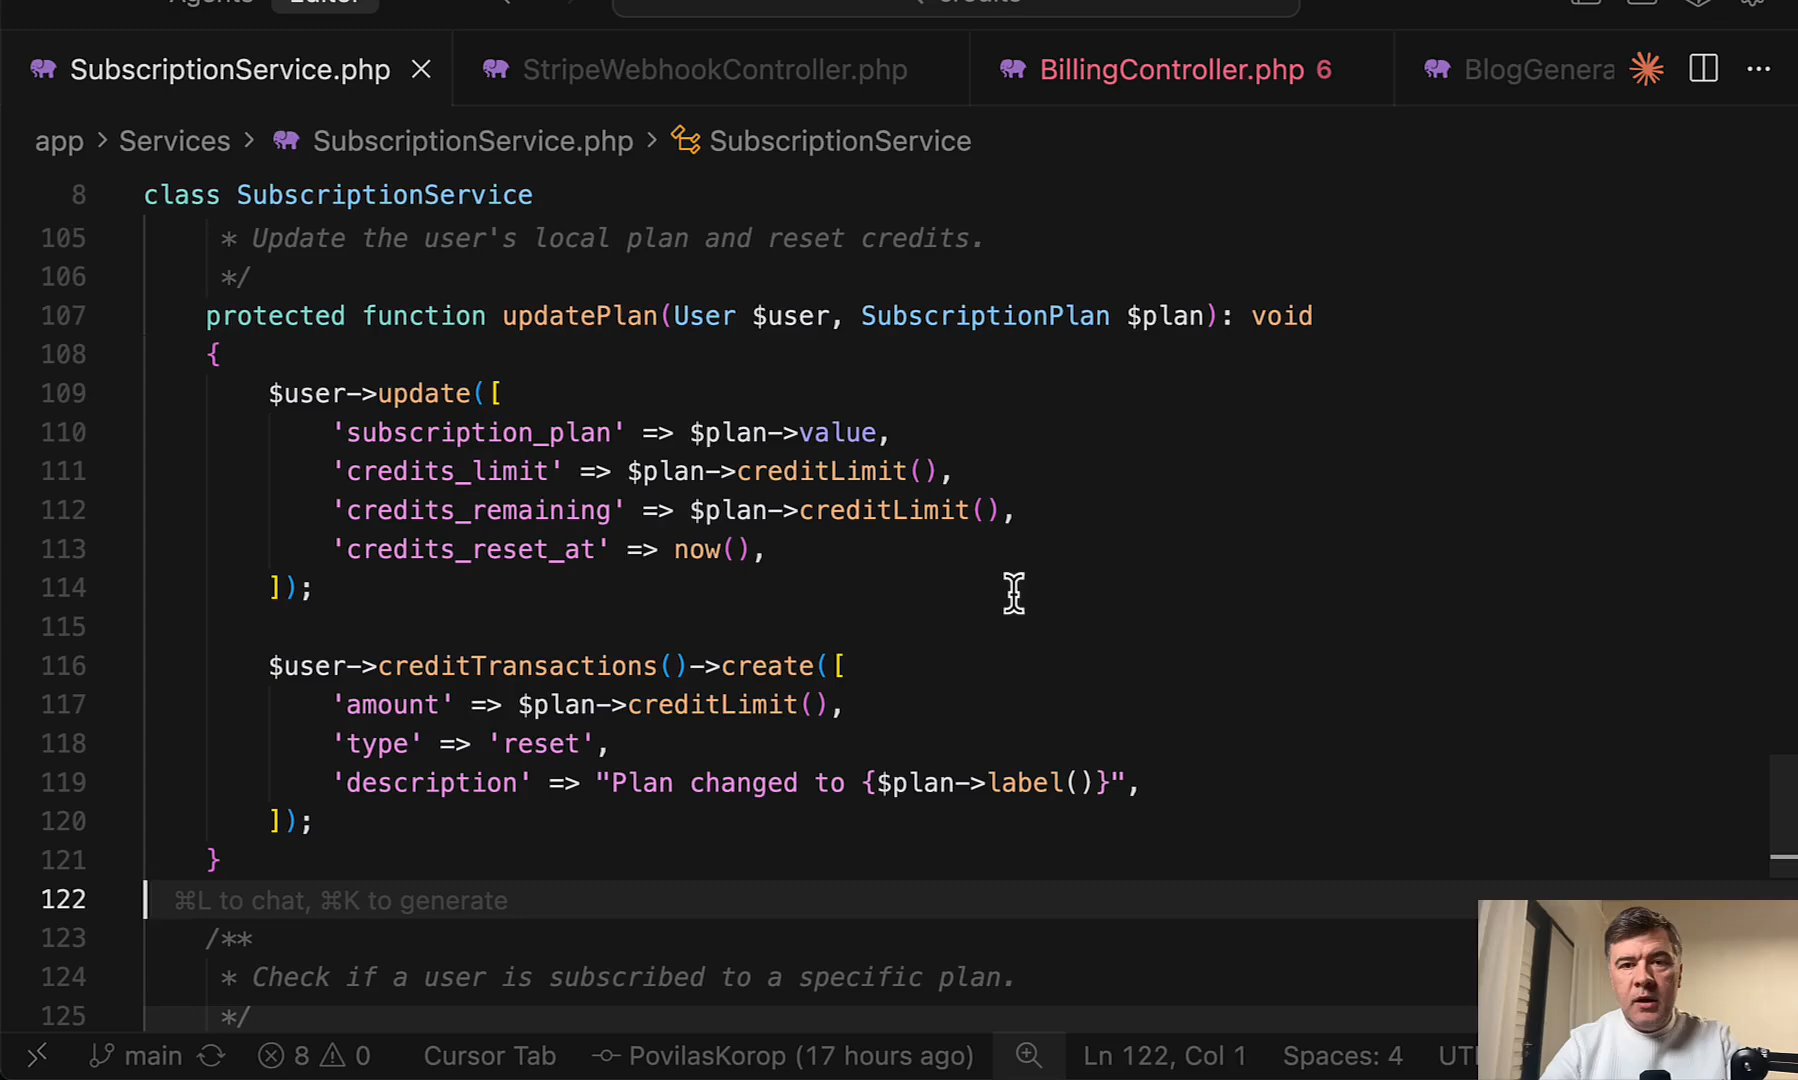 Agents Editor credits
SubscriptionService.php StripeWebhookController.php BillingController.php 6 BlogGenera
app > Services > SubscriptionService.php > SubscriptionService
8 class SubscriptionService
105 * Update the user's local plan and reset credits.
106 */
107 protected function updatePlan(User $user, SubscriptionPlan $plan): void
108 {
109 $user->update([
110 'subscription_plan' => $plan->value,
111 'credits_limit' => $plan->creditLimit(),
112 'credits_remaining' => $plan->creditLimit(),
113 'credits_reset_at' => now(),
114 ]);
115
116 $user->creditTransactions()->create([
117 'amount' => $plan->creditLimit(),
118 'type' => 'reset',
119 'description' => "Plan changed to {$plan->label()}",
120 ]);
121 }
122 ⌘L to chat, ⌘K to generate
123 /**
124 * Check if a user is subscribed to a specific plan.
125 */
main 8 0 Cursor Tab PovilasKorop (17 hours ago) Ln 122, Col 1 Spaces: 4 UT